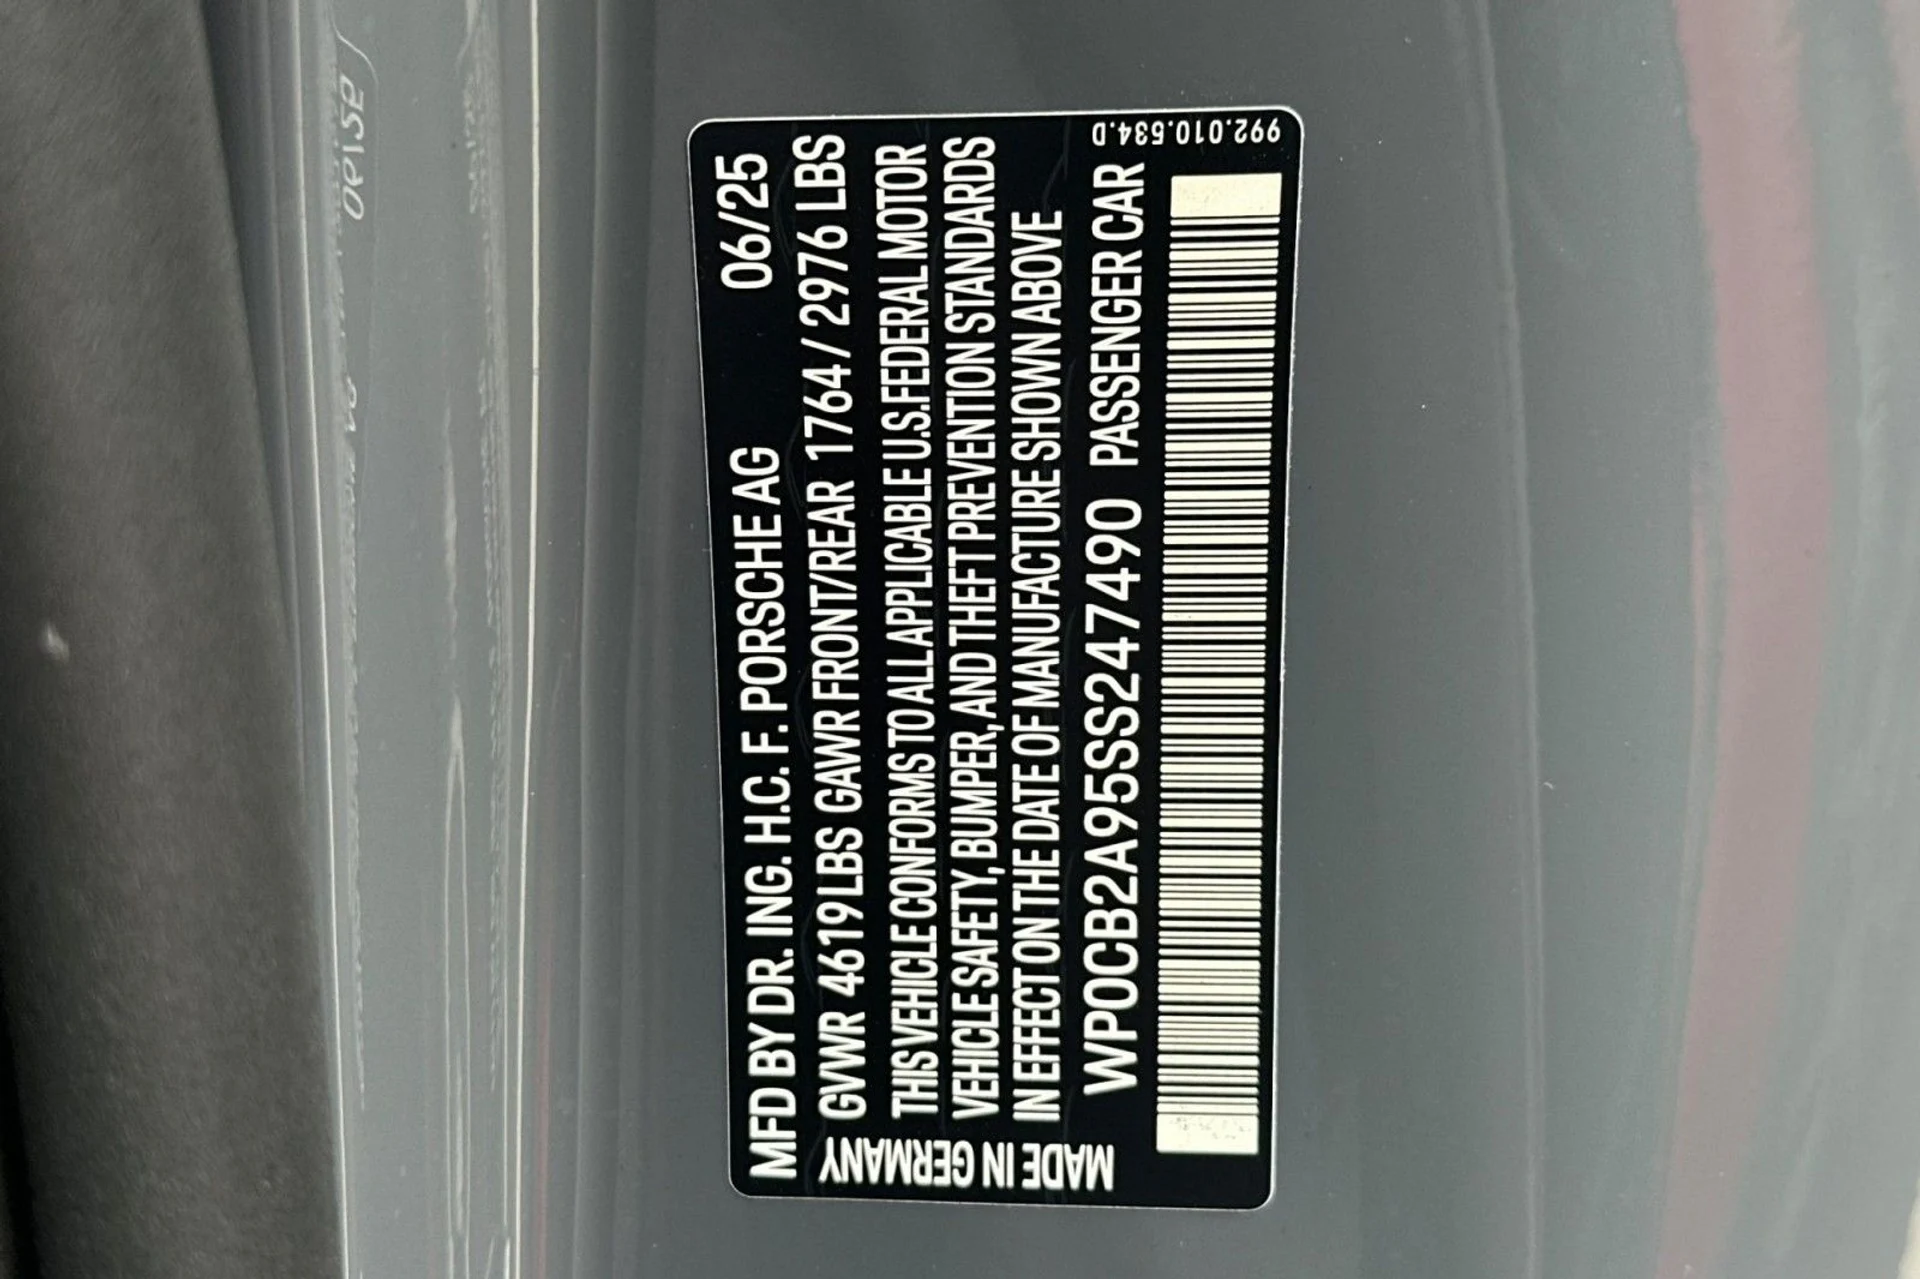 MFD BY DR. ING. H.C. F. PORSCHE AG 06/25
GVWR 4619 LBS GAWR FRONT/REAR 1764 / 2976 LBS
THIS VEHICLE CONFORMS TO ALL APPLICABLE U.S. FEDERAL MOTOR
VEHICLE SAFETY, BUMPER, AND THEFT PREVENTION STANDARDS
IN EFFECT ON THE DATE OF MANUFACTURE SHOWN ABOVE
WP0CB2A95SS247490 PASSENGER CAR
MADE IN GERMANY
992.010.534.D